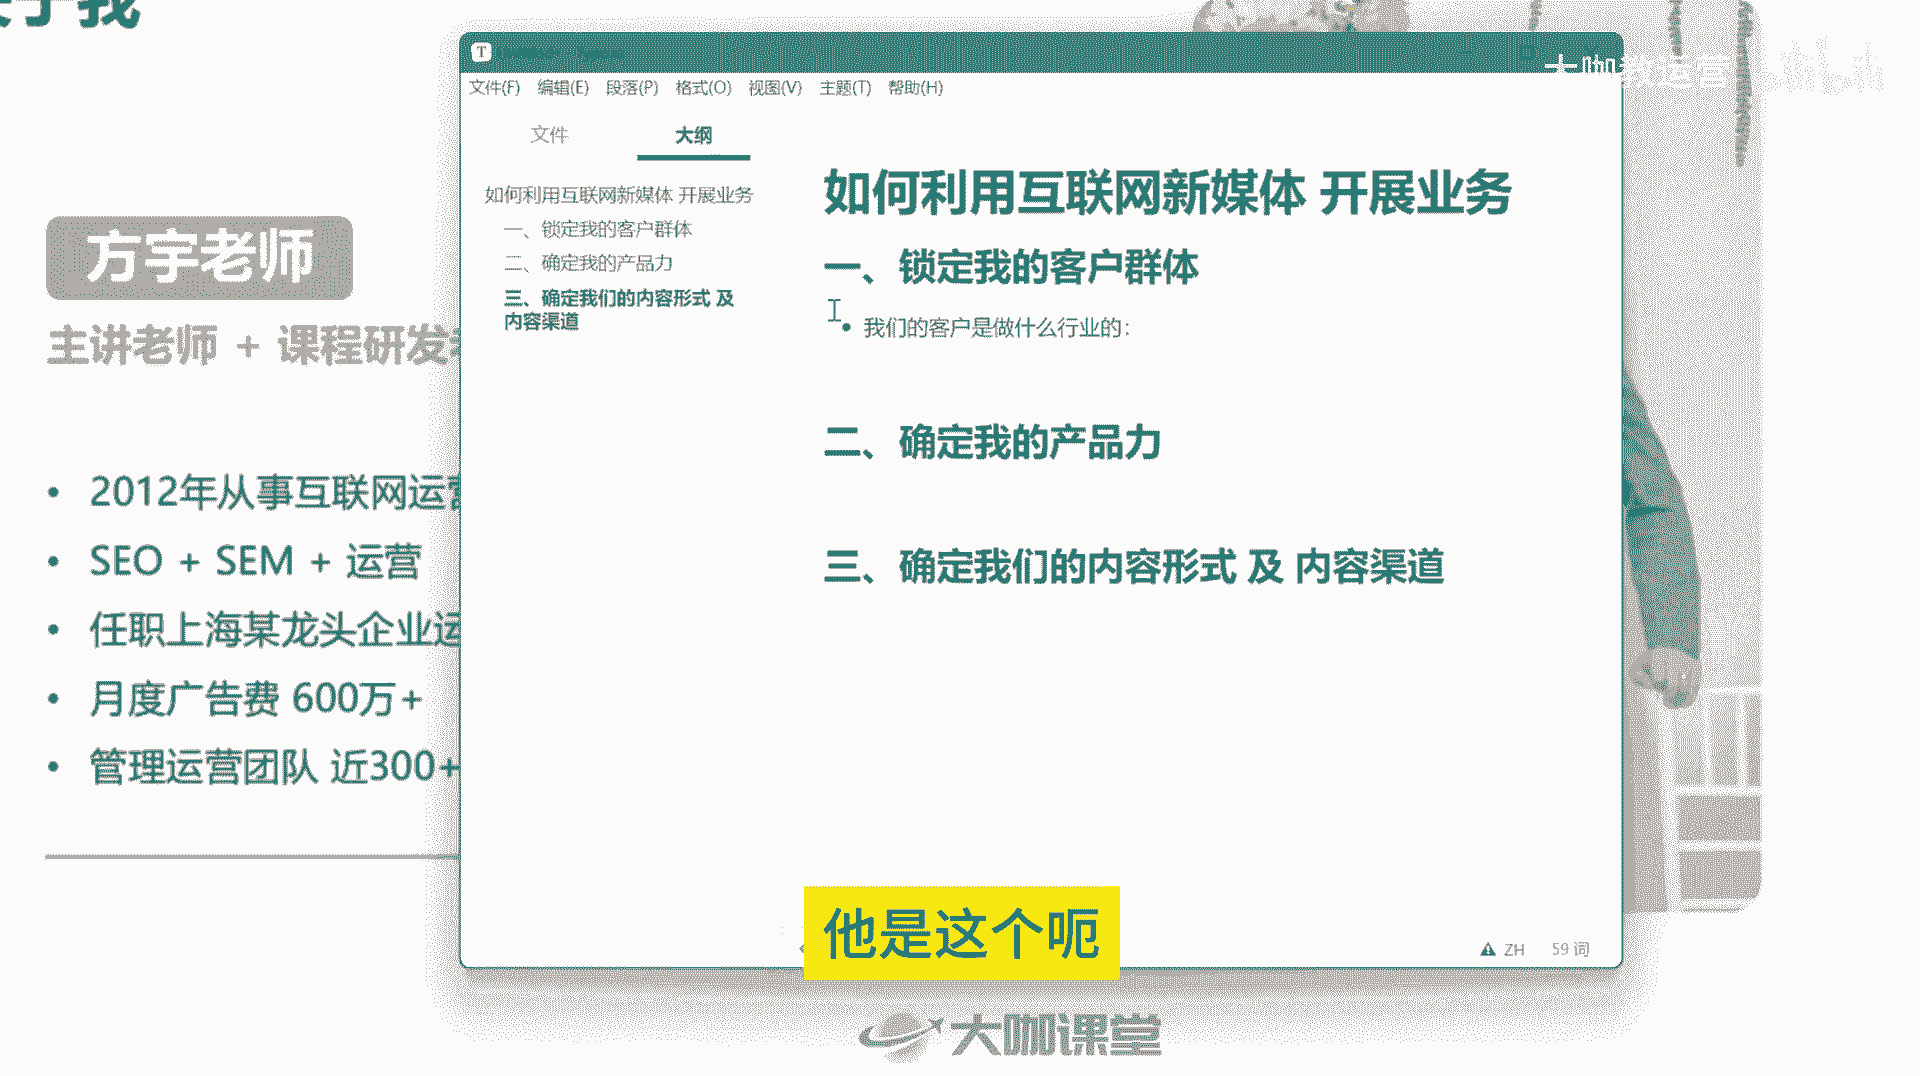 于我
大咖教运营
T
文件(F) 编辑(E) 段落(P) 格式(O) 视图(V) 主题(T) 帮助(H)
文件 大纲
如何利用互联网新媒体 开展业务
一、锁定我的客户群体
二、确定我的产品力
三、确定我们的内容形式 及
内容渠道
如何利用互联网新媒体 开展业务
一、锁定我的客户群体
• 我们的客户是做什么行业的：
二、确定我的产品力
三、确定我们的内容形式 及 内容渠道
ZH 59 词
方宇老师
主讲老师 + 课程研发
• 2012年从事互联网运营
• SEO + SEM + 运营
• 任职上海某龙头企业运
• 月度广告费 600万+
• 管理运营团队 近300+
他是这个呃
大咖课堂